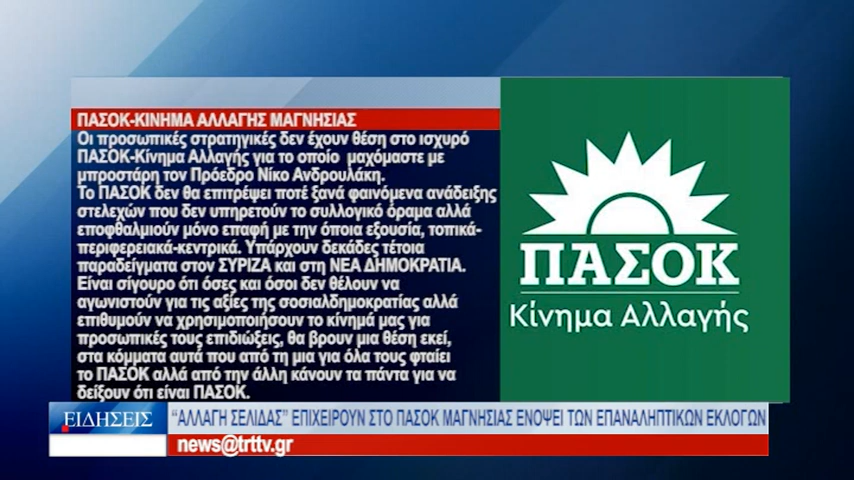 ΠΑΣΟΚ-ΚΙΝΗΜΑ ΑΛΛΑΓΗΣ ΜΑΓΝΗΣΙΑΣ
Οι προσωπικές στρατηγικές δεν έχουν θέση στο ισχυρό
ΠΑΣΟΚ-Κίνημα Αλλαγής για το οποίο μαχόμαστε με
μπροστάρη τον Πρόεδρο Νίκο Ανδρουλάκη.
Το ΠΑΣΟΚ δεν θα επιτρέψει ποτέ ξανά φαινόμενα ανάδειξης
στελεχών που δεν υπηρετούν το συλλογικό όραμα αλλά
εποφθαλμιούν μόνο επαφή με την όποια εξουσία, τοπικά-
περιφερειακά-κεντρικά. Υπάρχουν δεκάδες τέτοια
παραδείγματα στον ΣΥΡΙΖΑ και στη ΝΕΑ ΔΗΜΟΚΡΑΤΙΑ.
Είναι σίγουρο ότι όσες και όσοι δεν θέλουν να
αγωνιστούν για τις αξίες της σοσιαλδημοκρατίας αλλά
επιθυμούν να χρησιμοποιήσουν το κίνημά μας για
προσωπικές τους επιδιώξεις, θα βρουν μια θέση εκεί,
στα κόμματα αυτά που από τη μια για όλα τους φταίει
το ΠΑΣΟΚ αλλά από την άλλη κάνουν τα πάντα για να
δείξουν ότι είναι ΠΑΣΟΚ.
ΠΑΣΟΚ
Κίνημα Αλλαγής
ΕΙΔΗΣΕΙΣ
“ΑΛΛΑΓΗ ΣΕΛΙΔΑΣ” ΕΠΙΧΕΙΡΟΥΝ ΣΤΟ ΠΑΣΟΚ ΜΑΓΝΗΣΙΑΣ ΕΝΟΨΕΙ ΤΩΝ ΕΠΑΝΑΛΗΠΤΙΚΩΝ ΕΚΛΟΓΩΝ
news@trttv.gr